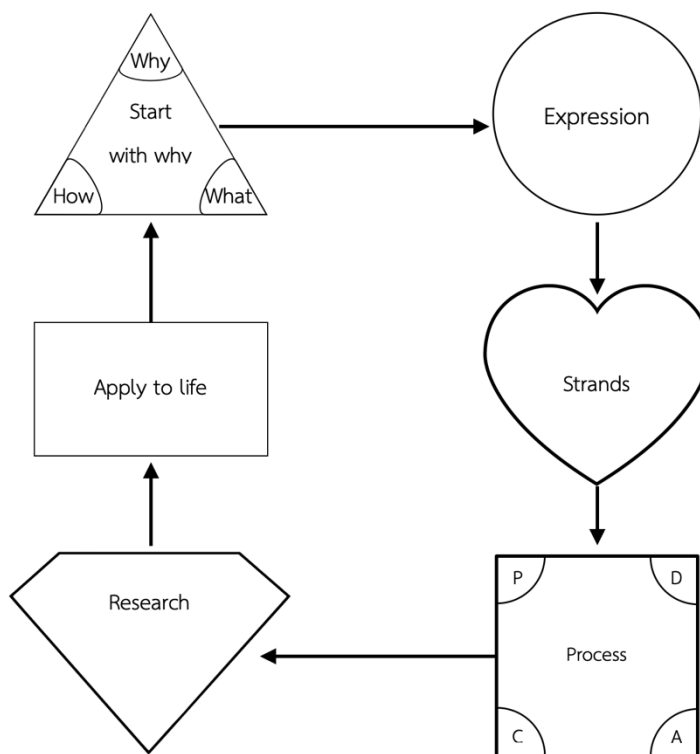 Why
Start
with why
How
What
Expression
Strands
P
D
Process
C
A
Research
Apply to life